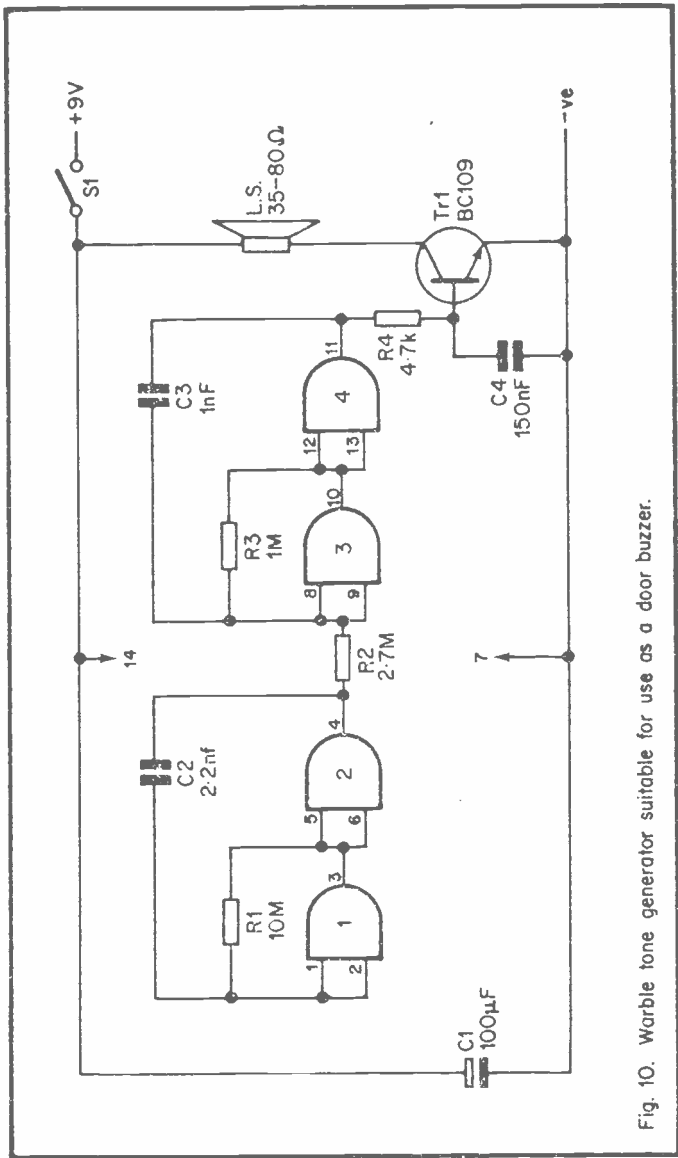 S1
+9V
L.S.
35-80Ω
Tr1
BC109
-ve
C3
1nF
R4
4·7k
C4
150nF
11
4
12
13
10
R3
1M
3
8
9
R2
2·7M
14
7
C2
2·2nf
4
2
5
6
3
R1
10M
1
1
2
C1
100µF
Fig. 10. Warble tone generator suitable for use as a door buzzer.